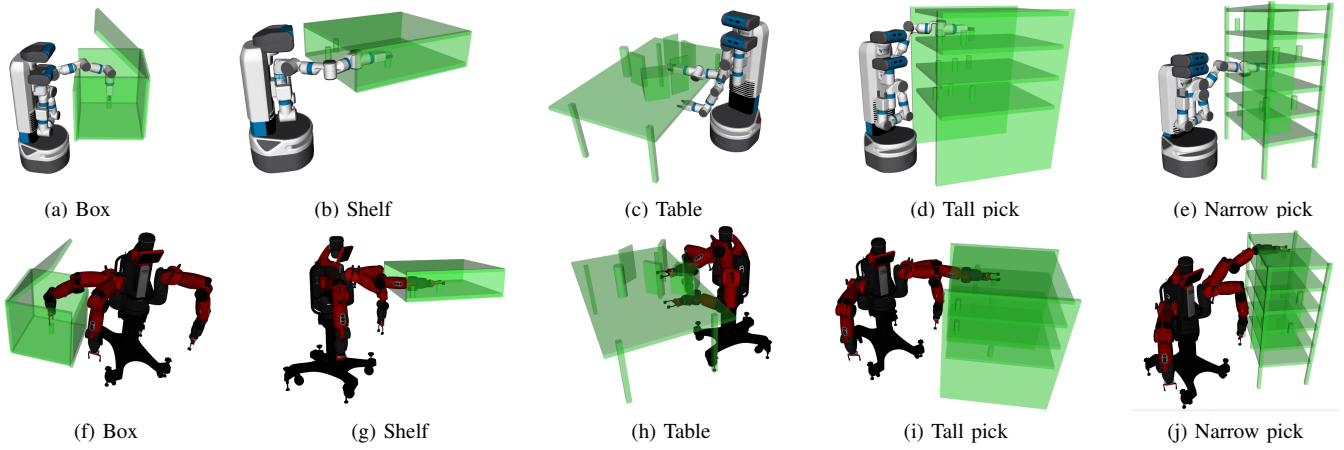 (a) Box
(b) Shelf
(c) Table
(d) Tall pick
(e) Narrow pick
(f) Box
(g) Shelf
(h) Table
(i) Tall pick
(j) Narrow pick